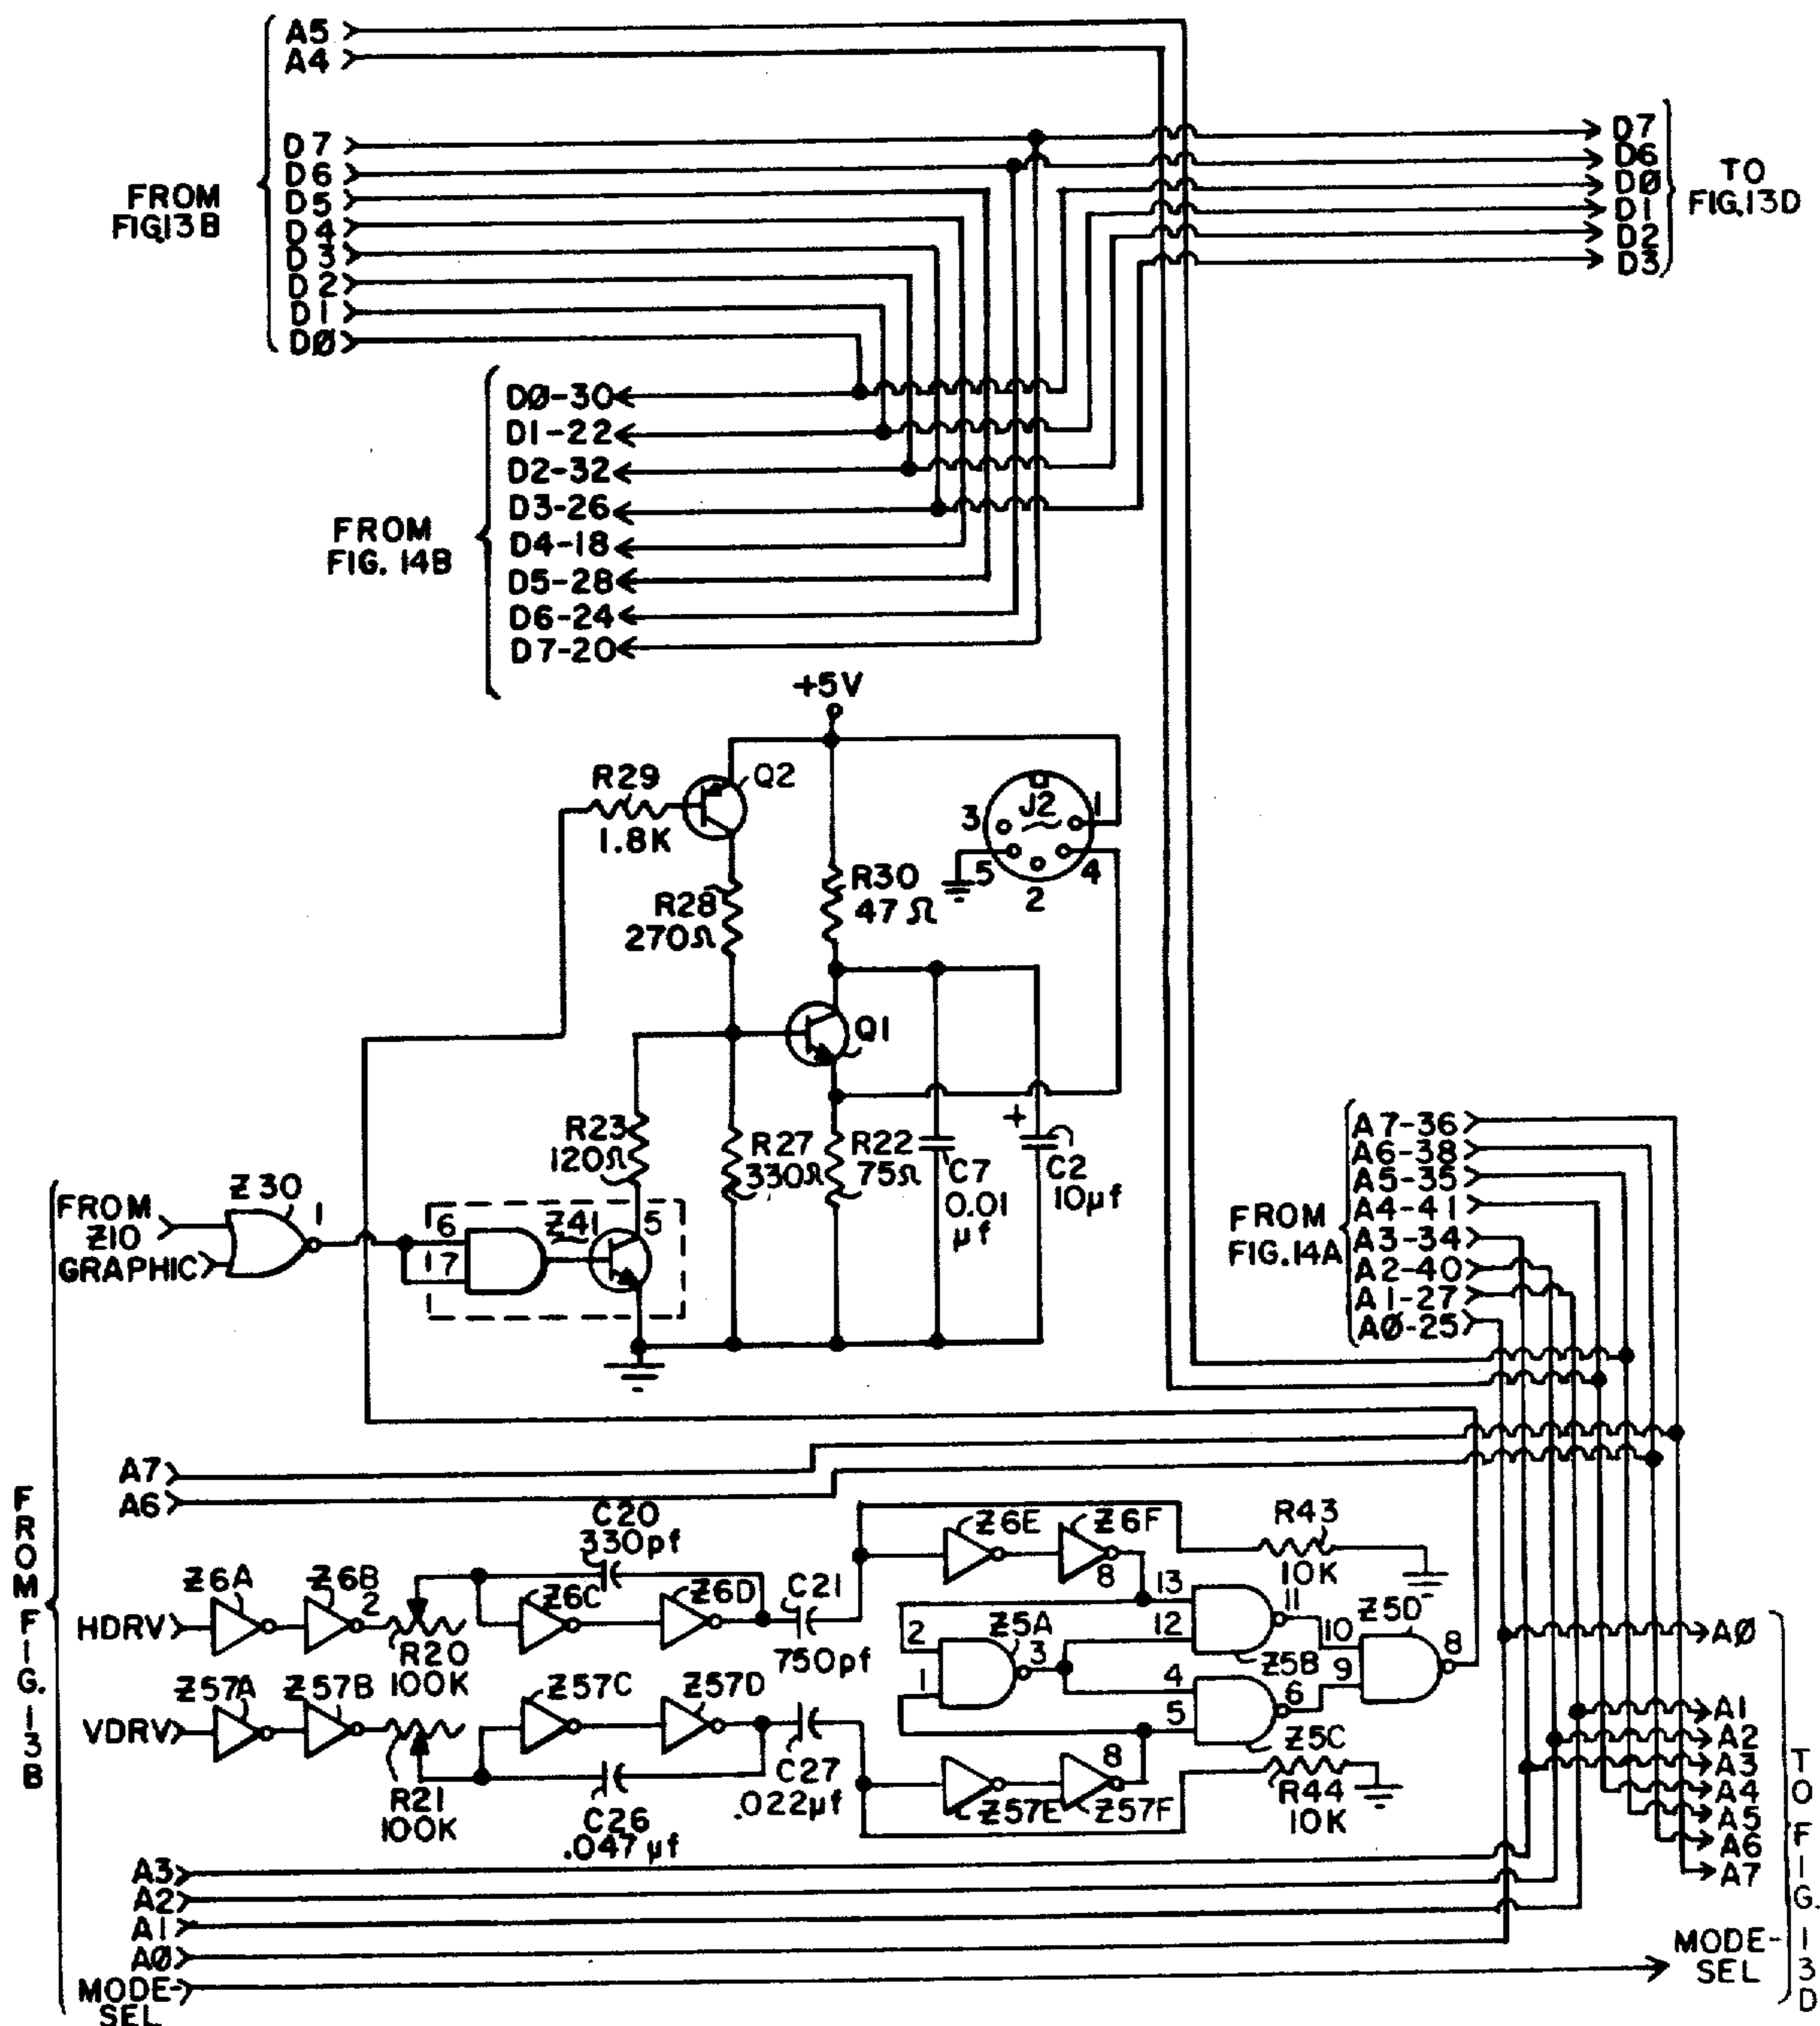 A5
A4
D7
D6
D5
D4
D3
D2
D1
DØ
FROM
FIG.13B
D7
D6
DØ
D1
D2
D3
TO
FIG.13D
DØ-30
D1-22
D2-32
D3-26
D4-18
D5-28
D6-24
D7-20
FROM
FIG. 14B
+5V
R29
1.8K
Q2
J2
1
3
5
2
4
R28
270Ω
R30
47 Ω
Q1
R23
120Ω
R27
330Ω
R22
75Ω
C7
0.01
µf
+
C2
10µf
FROM
Z10
GRAPHIC
Z30
1
6
7
Z41
5
A7-36
A6-38
A5-35
A4-41
A3-34
A2-40
A1-27
AØ-25
FROM
FIG.14A
A7
A6
FROM FIG. 13B
C20
330pf
Z6A
Z6B
2
HDRV
R20
100K
Z6C
Z6D
C21
750pf
Z6E
Z6F
8
R43
10K
13
12
11
Z5B
2
1
Z5A
3
10
9
Z5D
8
4
5
6
Z5C
Z57A
Z57B
VDRV
R21
100K
Z57C
Z57D
C26
.047 µf
C27
.022µf
8
Z57E
Z57F
R44
10K
AØ
A1
A2
A3
A4
A5
A6
A7
MODE-
SEL
TO FIG. 13D
A3
A2
A1
AØ
MODE-
SEL